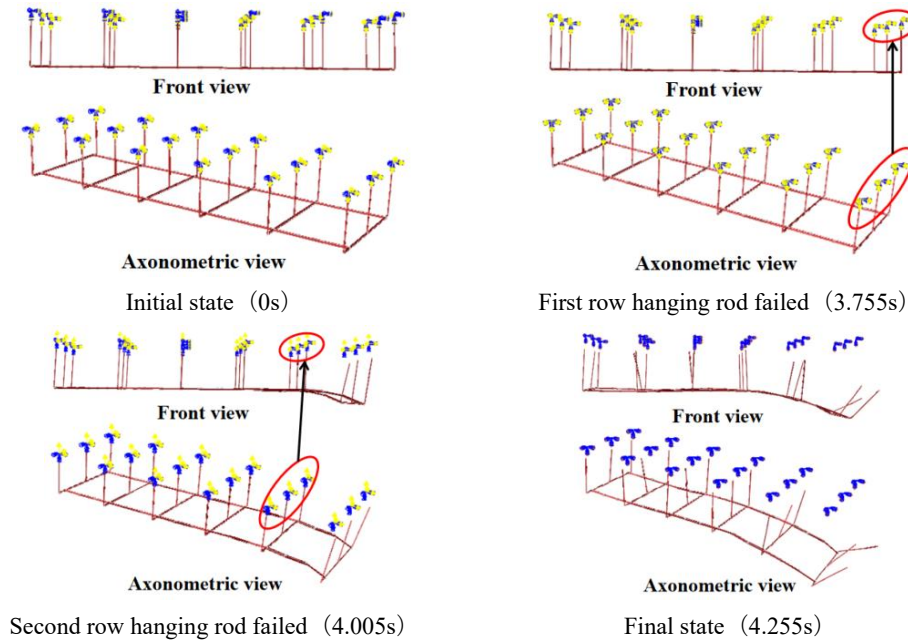 Front view
Axonometric view
Initial state（0s）
Front view
Axonometric view
First row hanging rod failed（3.755s）
Front view
Axonometric view
Second row hanging rod failed（4.005s）
Front view
Axonometric view
Final state（4.255s）